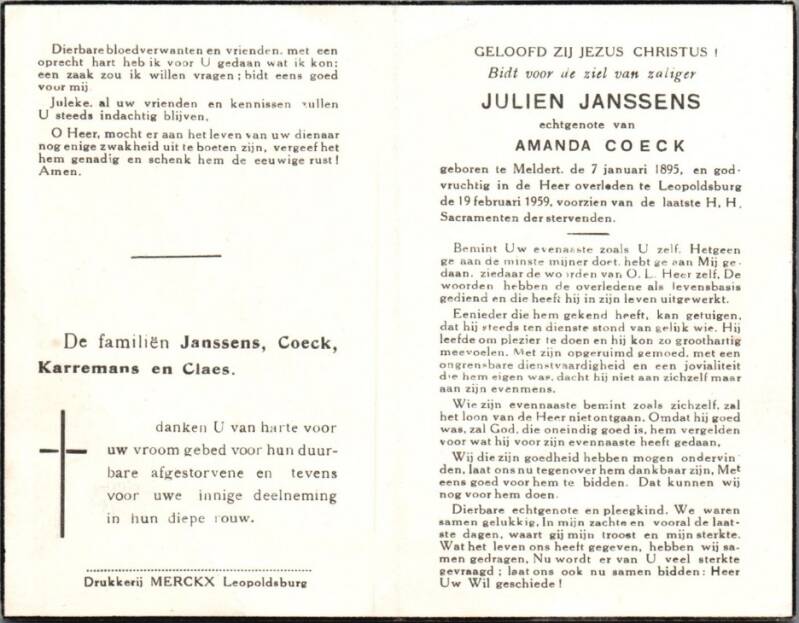 Dierbare bloedverwanten en vrienden, met een
oprecht hart heb ik voor U gedaan wat ik kon;
een zaak zou ik willen vragen; bidt eens goed
voor mij.
Juleke, al uw vrienden en kennissen zullen
U steeds indachtig blijven,
O Heer, mocht er aan het leven van uw dienaar
nog enige zwakheid uit te boeten zijn, vergeef het
hem genadig en schenk hem de eeuwige rust!
Amen.
De familiën Janssens, Coeck,
Karremans en Claes.
danken U van harte voor
uw vroom gebed voor hun duur-
bare afgestorvene en tevens
voor uwe innige deelneming
in hun diepe rouw.
Drukkerij MERCKX Leopoldsburg
GELOOFD ZIJ JEZUS CHRISTUS!
Bidt voor de ziel van zaliger
JULIEN JANSSENS
echtgenote van
AMANDA COECK
geboren te Meldert, de 7 januari 1895, en god-
vruchtig in de Heer overleden te Leopoldsburg
de 19 februari 1959, voorzien van de laatste H. H.
Sacramenten der stervenden.
Bemint Uw evenaaste zoals U zelf. Hetgeen
ge aan de minste mijner doet, hebt ge aan Mij ge-
daan, ziedaar de woorden van O. L. Heer zelf. De
woorden hebben de overledene als levensbasis
gediend en die heeft hij in zijn leven uitgewerkt.
Eenieder die hem gekend heeft, kan getuigen,
dat hij steeds ten dienste stond van gelijk wie. Hij
leefde om plezier te doen en hij kon zo groothartig
meevoelen. Met zijn opgeruimd gemoed, met een
ongrensbare dienstvaardigheid en een jovialiteit
die hem eigen was, dacht hij niet aan zichzelf maar
aan zijn evenmens.
Wie zijn evennaaste bemint zoals zichzelf, zal
het loon van de Heer niet ontgaan. Omdat hij goed
was, zal God, die oneindig goed is, hem vergelden
voor wat hij voor zijn evennaaste heeft gedaan,
Wij die zijn goedheid hebben mogen ondervin
den, laat ons nu tegenover hem dankbaar zijn, Met
eens goed voor hem te bidden. Dat kunnen wij
nog voor hem doen.
Dierbare echtgenote en pleegkind. We waren
samen gelukkig, In mijn zachte en vooral de laat-
ste dagen, waart gij mijn troost en mijn sterkte.
Wat het leven ons heeft gegeven, hebben wij sa-
men gedragen, Nu wordt er van U veel sterkte
gevraagd; laat ons ook nu samen bidden: Heer
Uw Wil geschiede!